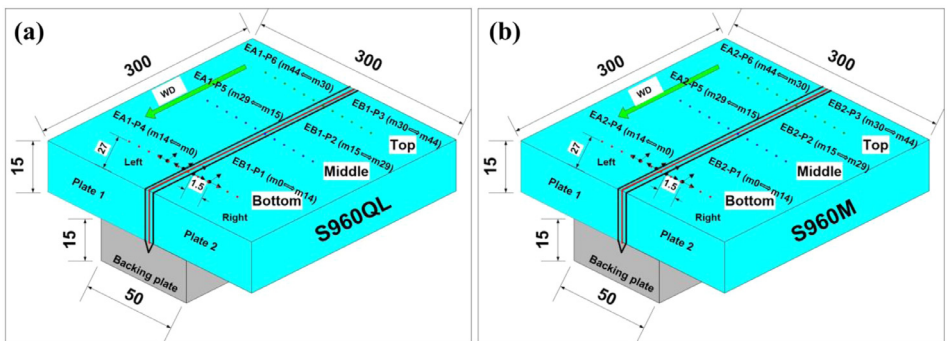 (a)
300
300
EA1-P6 (m44⟺m30)
WD
EA1-P5 (m29⟺m15)
EB1-P3 (m30⟺m44)
EA1-P4 (m14⟺m0)
EB1-P2 (m15⟺m29)
Top
15
27
Left
EB1-P1 (m0⟺m14)
Middle
1.5
Bottom
Plate 1
Right
S960QL
Plate 2
15
Backing plate
50
(b)
300
300
EA2-P6 (m44⟺m30)
WD
EA2-P5 (m29⟺m15)
EB2-P3 (m30⟺m44)
EA2-P4 (m14⟺m0)
EB2-P2 (m15⟺m29)
Top
15
27
Left
EB2-P1 (m0⟺m14)
Middle
1.5
Bottom
Plate 1
Right
S960M
Plate 2
15
Backing plate
50